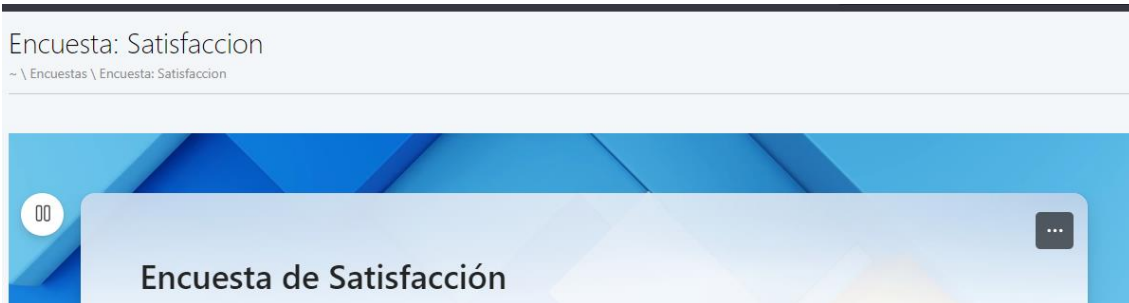 Encuesta: Satisfaccion
~ \ Encuestas \ Encuesta: Satisfaccion
Encuesta de Satisfacción